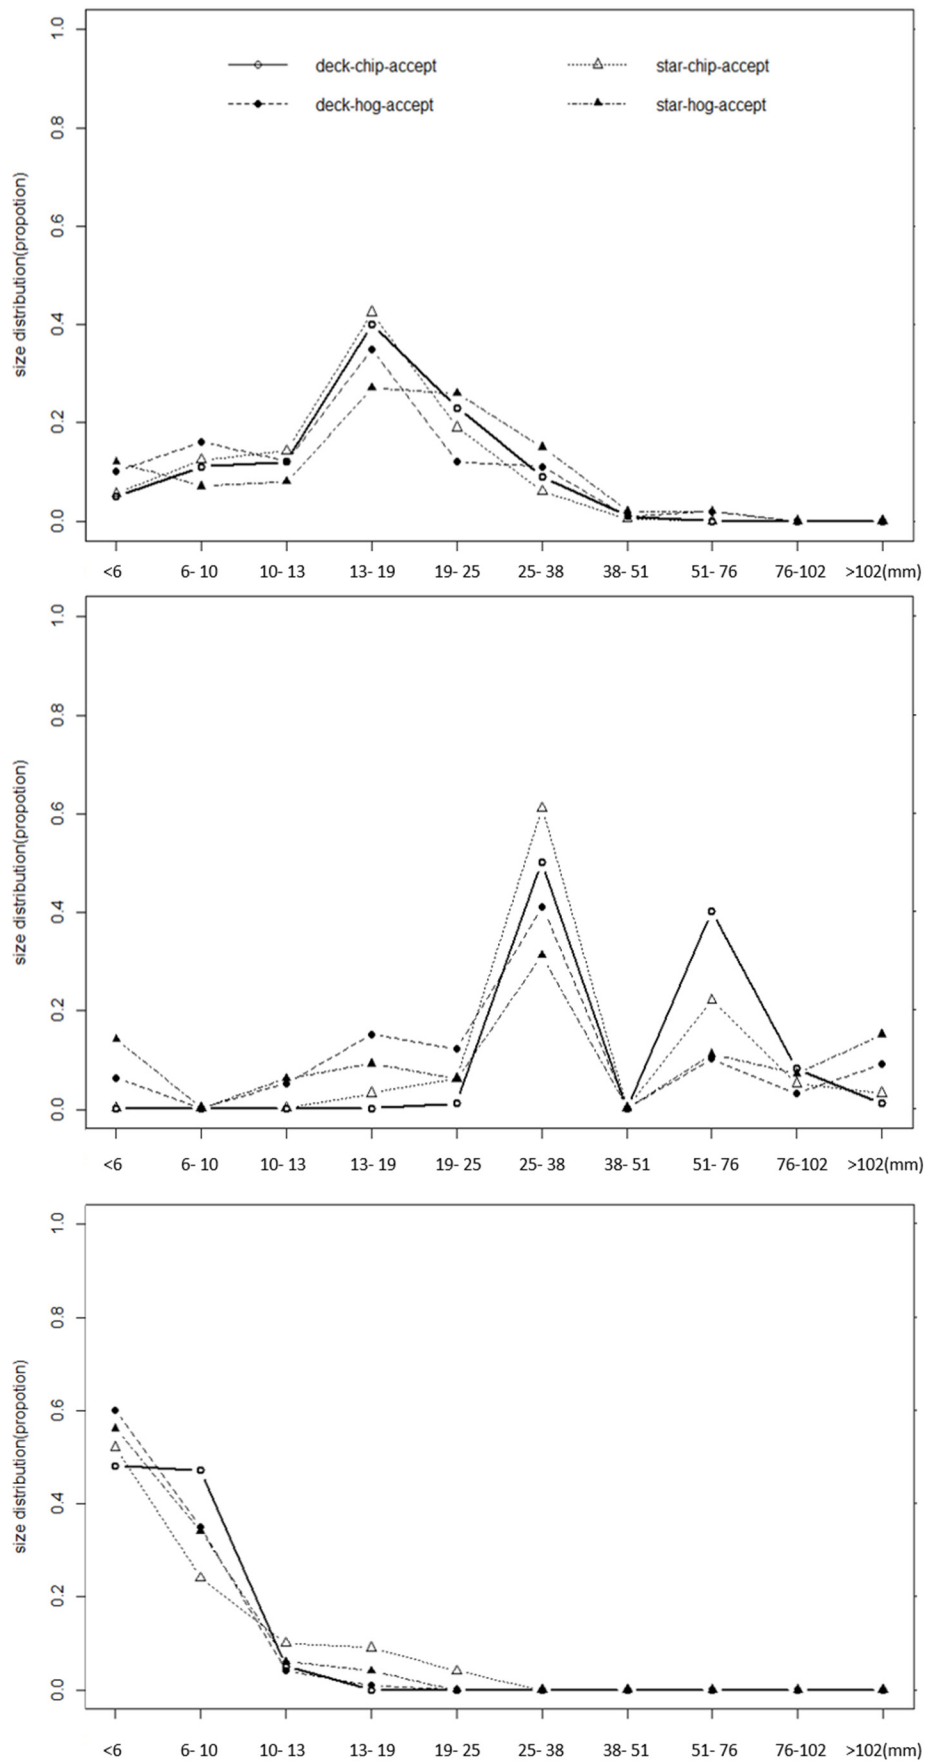 1.0
0.8
0.6
0.4
0.2
0.0
size distribution(propotion)
deck-chip-accept
star-chip-accept
deck-hog-accept
star-hog-accept
<6 6- 10 10- 13 13- 19 19- 25 25- 38 38- 51 51- 76 76-102 >102(mm)
1.0
0.8
0.6
0.4
0.2
0.0
size distribution(propotion)
<6 6- 10 10- 13 13- 19 19- 25 25- 38 38- 51 51- 76 76-102 >102(mm)
1.0
0.8
0.6
0.4
0.2
0.0
size distribution(propotion)
<6 6- 10 10- 13 13- 19 19- 25 25- 38 38- 51 51- 76 76-102 >102(mm)